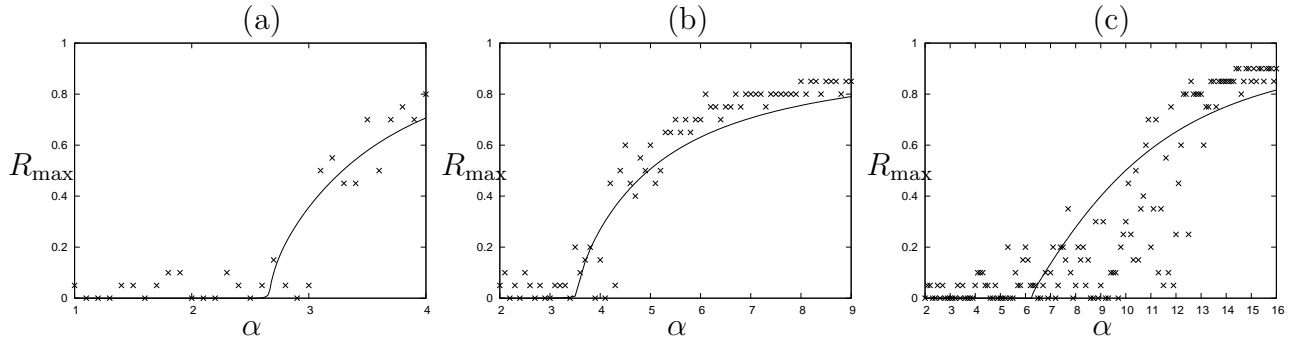 (a) (b) (c)
1 1 1
0.8 0.8 0.8
0.6 0.6 0.6
R_max R_max R_max
0.4 0.4 0.4
0.2 0.2 0.2
0 0 0
1 2 3 4 2 3 4 5 6 7 8 9 2 3 4 5 6 7 8 9 10 11 12 13 14 15 16
α α α